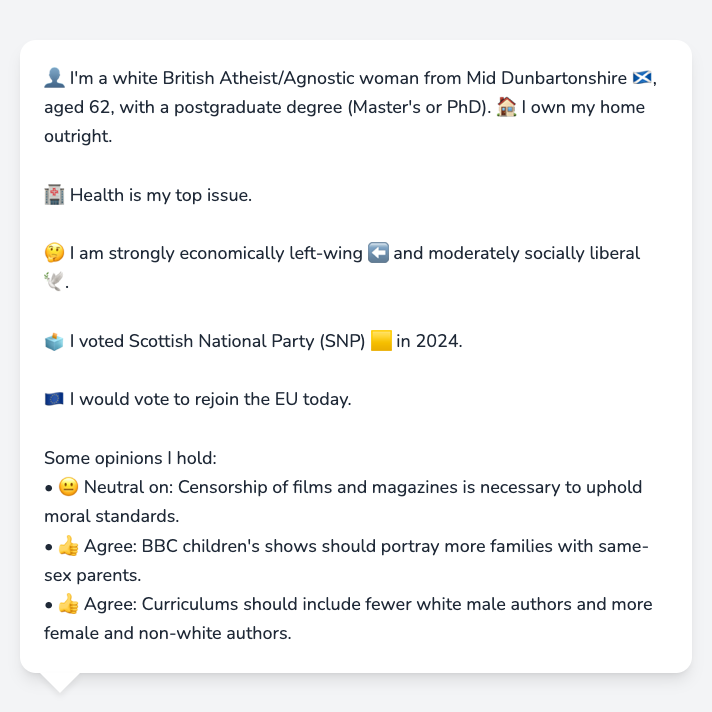 👤 I'm a white British Atheist/Agnostic woman from Mid Dunbartonshire 🏴󠁧󠁢󠁳󠁣󠁴󠁿,
aged 62, with a postgraduate degree (Master's or PhD). 🏠 I own my home
outright.
🏥 Health is my top issue.
🤔 I am strongly economically left-wing ⬅️ and moderately socially liberal
🕊️.
🗳️ I voted Scottish National Party (SNP) 🟨 in 2024.
🇪🇺 I would vote to rejoin the EU today.
Some opinions I hold:
• 😐 Neutral on: Censorship of films and magazines is necessary to uphold
moral standards.
• 👍 Agree: BBC children's shows should portray more families with same-
sex parents.
• 👍 Agree: Curriculums should include fewer white male authors and more
female and non-white authors.